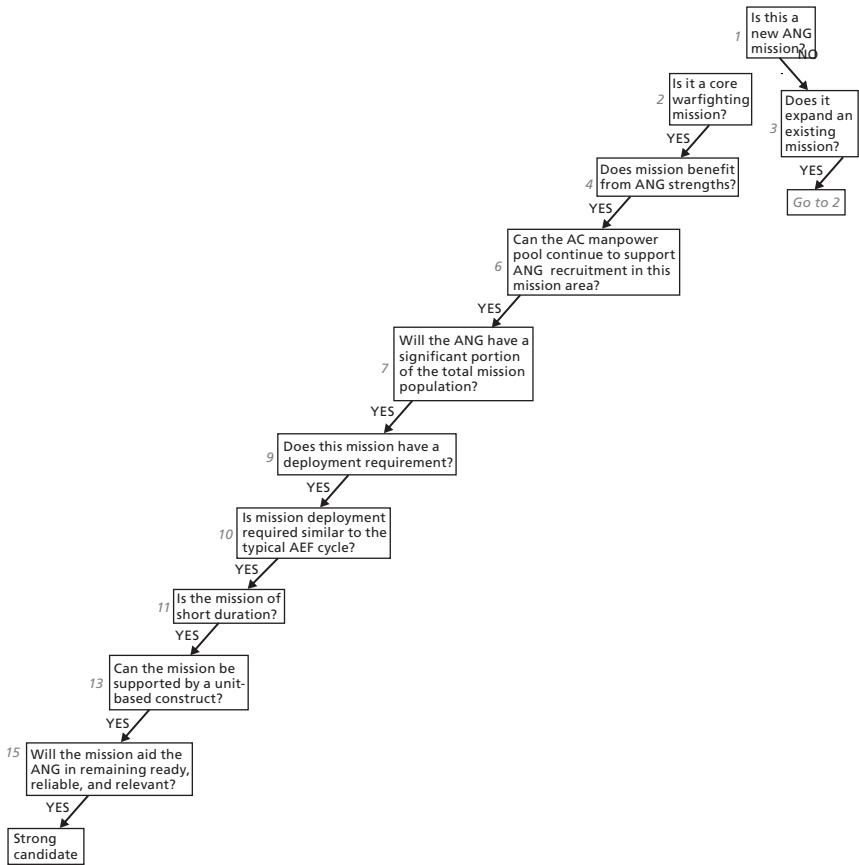 1
Is this a
new ANG
mission?
NO
2
Is it a core
warfighting
mission?
YES
3
Does it
expand an
existing
mission?
YES
Go to 2
4
Does mission benefit
from ANG strengths?
YES
6
Can the AC manpower
pool continue to support
ANG recruitment in this
mission area?
YES
7
Will the ANG have a
significant portion
of the total mission
population?
YES
9
Does this mission have a
deployment requirement?
YES
10
Is mission deployment
required similar to the
typical AEF cycle?
YES
11
Is the mission of
short duration?
YES
13
Can the mission be
supported by a unit-
based construct?
YES
15
Will the mission aid the
ANG in remaining ready,
reliable, and relevant?
YES
Strong
candidate